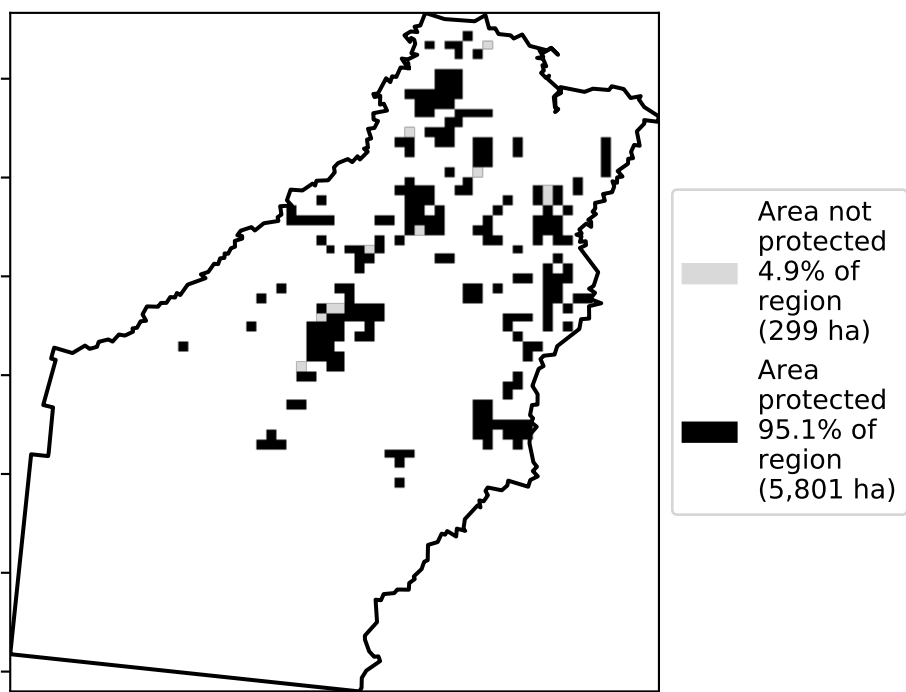 Area not
protected
4.9% of
region
(299 ha)
Area
protected
95.1% of
region
(5,801 ha)